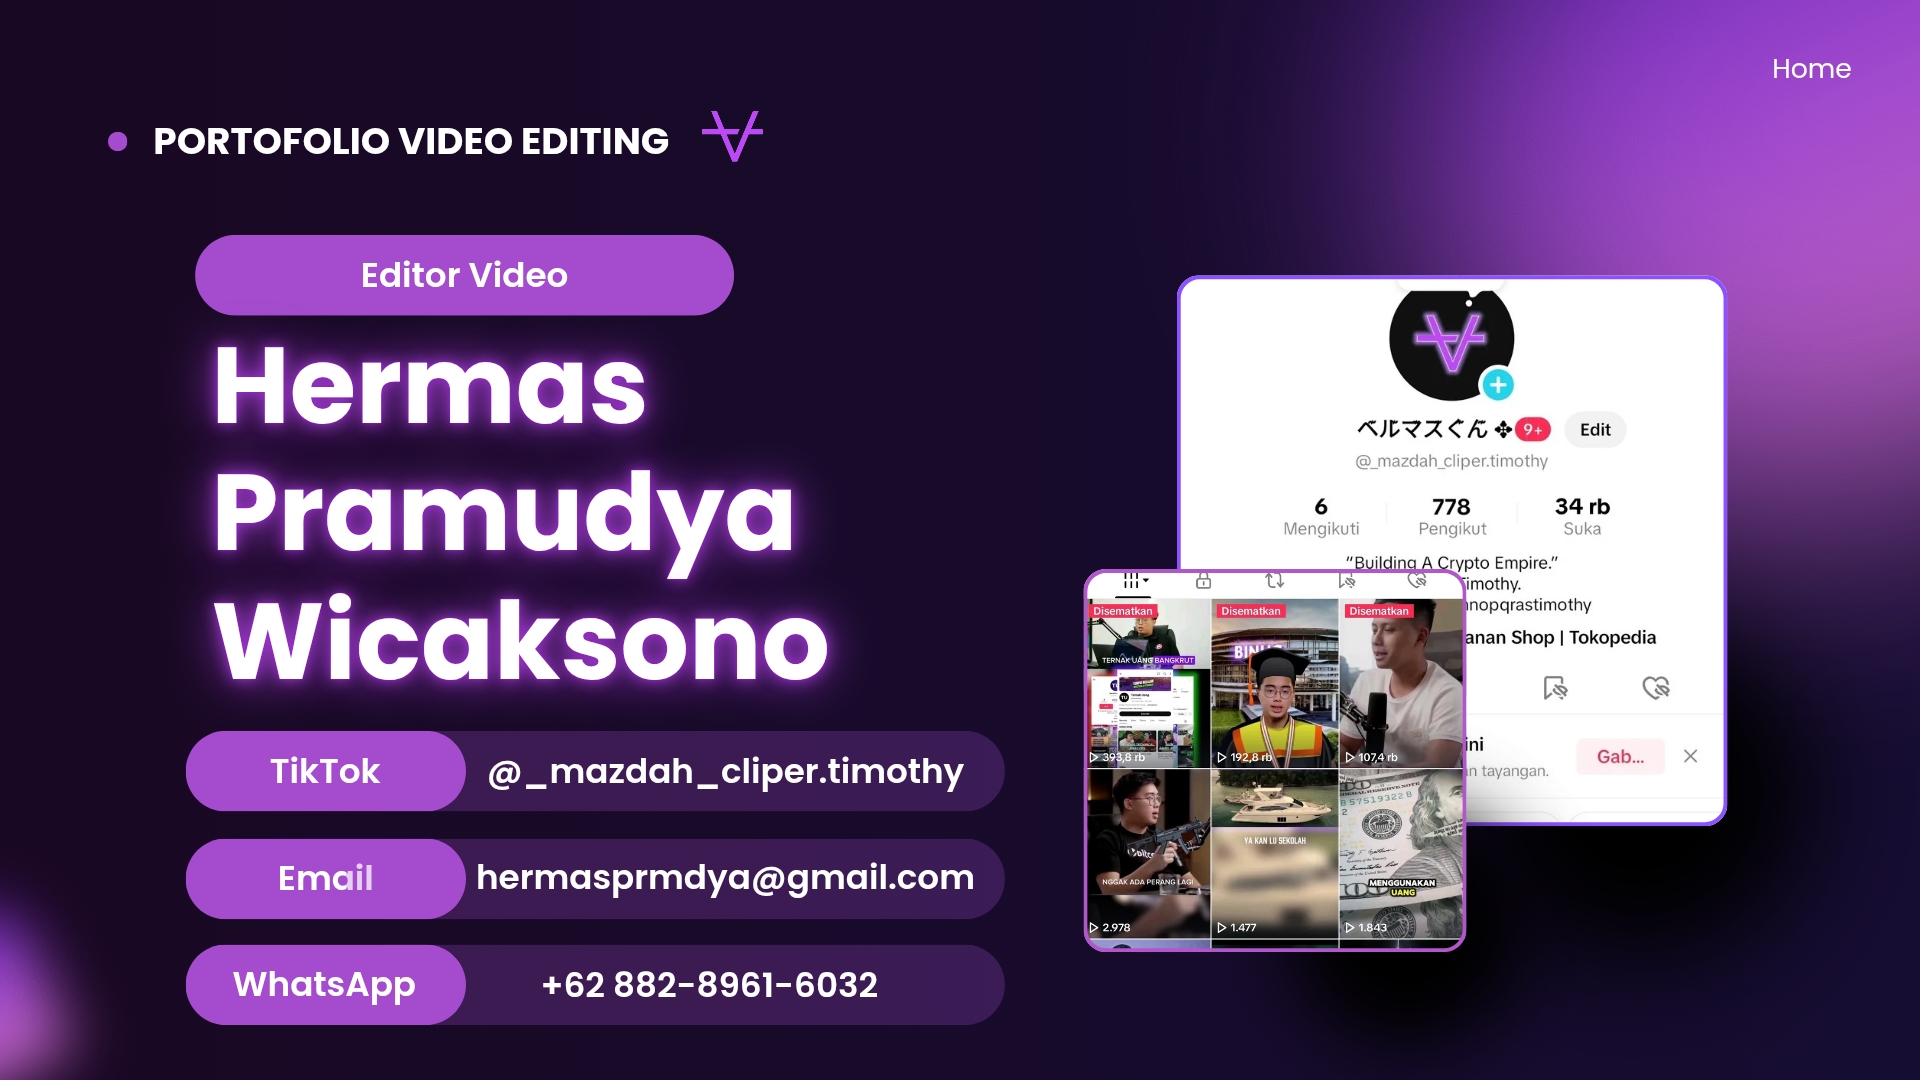 Home
PORTOFOLIO VIDEO EDITING
Editor Video
Hermas
Pramudya
Wicaksono
TikTok
@_mazdah_cliper.timothy
Email
hermasprmdya@gmail.com
WhatsApp
+62 882-8961-6032
ベルマスぐん 9+ Edit
@_mazdah_cliper.timothy
6 778 34 rb
Mengikuti Pengikut Suka
“Building A Crypto Empire.”
Timothy.
nopqrastimothy
anan Shop | Tokopedia
ini
n tayangan.
Gab...
Disematkan Disematkan Disematkan
TERNAK UANG BANGKRUT
393,8 rb 192,8 rb 107,4 rb
NGGAK ADA PERANG LAGI
YA KAN LU SEKOLAH
MENGGUNAKAN
UANG
2.978 1.477 1.843